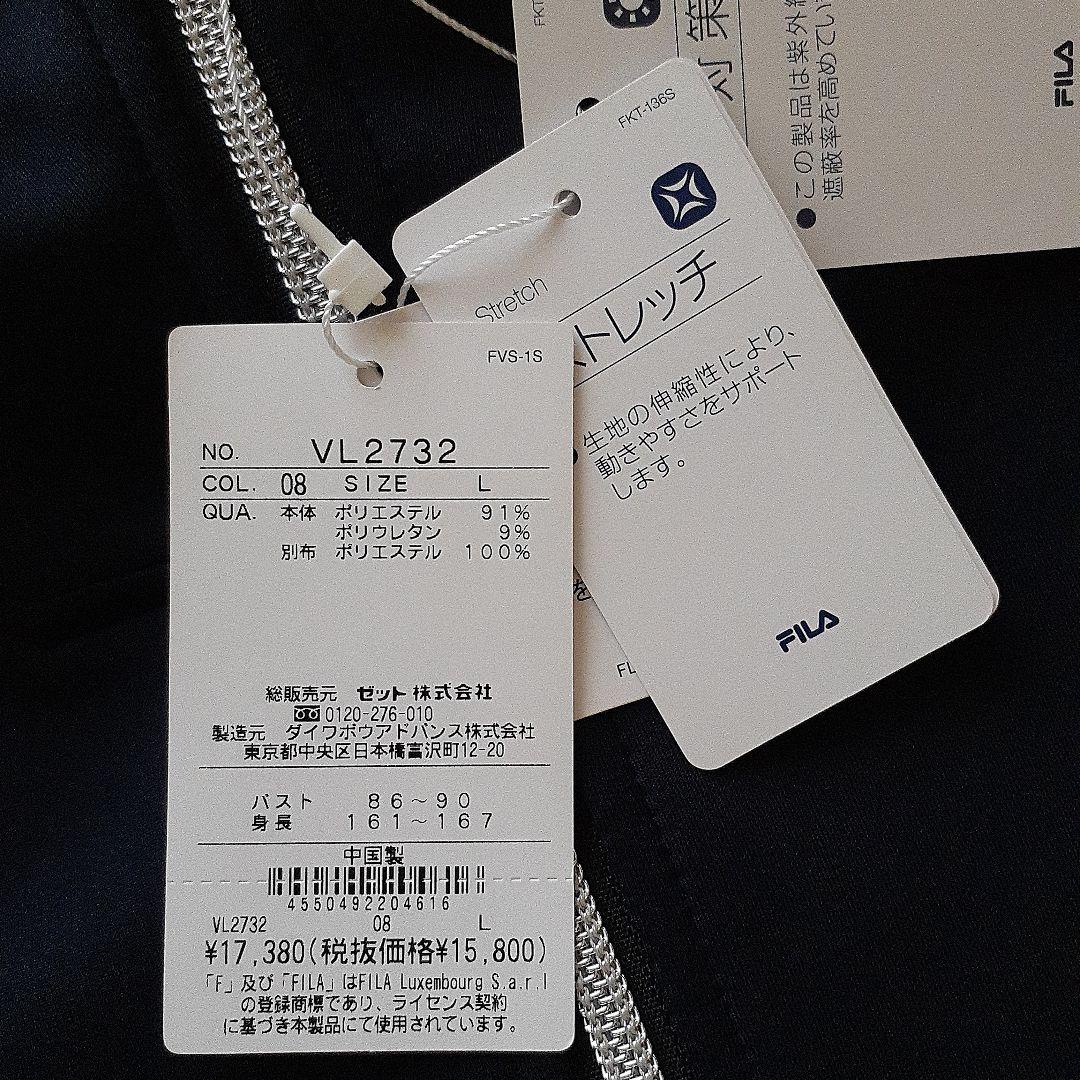 FVS-1S
NO. VL2732
COL. 08 SIZE L
QUA. 本体 ポリエステル 91%
ポリウレタン 9%
別布 ポリエステル 100%
総販売元 ゼット株式会社
0120-276-010
製造元 ダイワボウアドバンス株式会社
東京都中央区日本橋富沢町12-20
バスト 86~90
身長 161~167
中国製
4550492204616
VL2732 08 L
¥17,380(税抜価格¥15,800)
「F」及び「FILA」はFILA Luxembourg S.a.r.l
の登録商標であり、ライセンス契約
に基づき本製品にて使用されています。
FKT-136S
Stretch
ストレッチ
生地の伸縮性により、
動きやすさをサポート
します。
FILA
FKT
対策
●この製品は紫外
遮蔽率を高めてい
FILA
を
FL